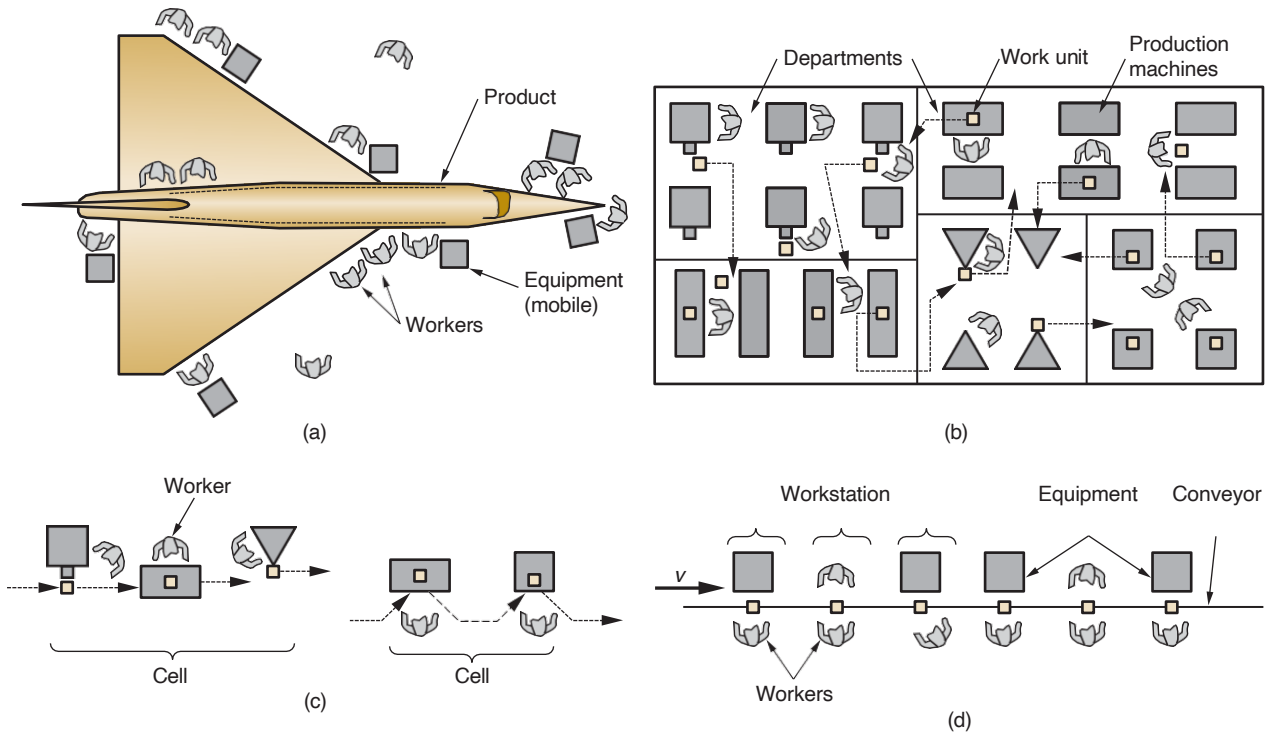 Product
Equipment
(mobile)
Workers
(a)
Departments
Work unit
Production
machines
(b)
Worker
Cell
Cell
(c)
Workstation
Equipment
Conveyor
v
Workers
(d)